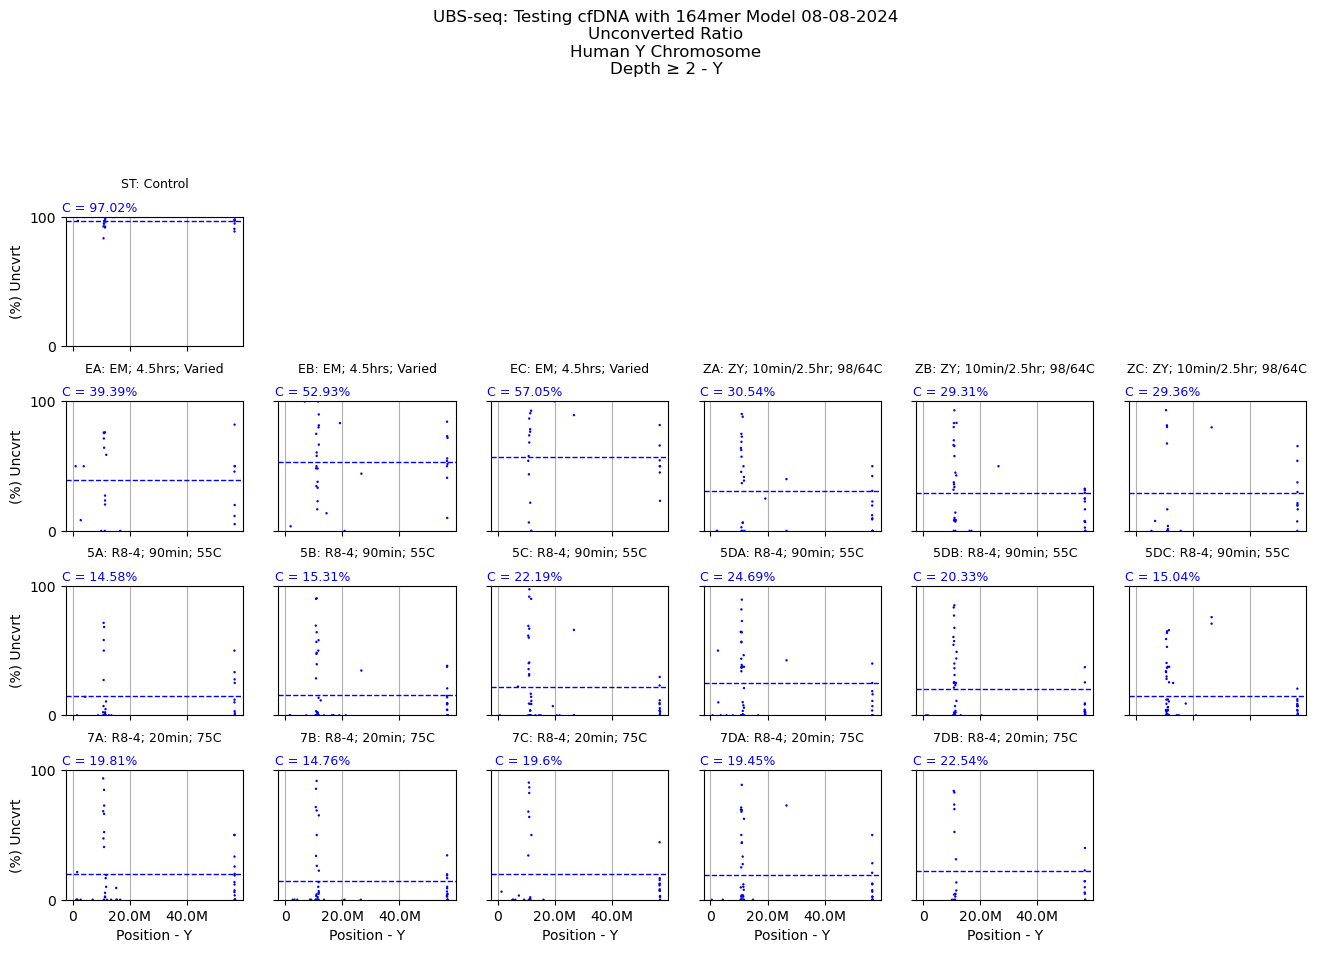 UBS-seq: Testing cfDNA with 164mer Model 08-08-2024
Unconverted Ratio
Human Y Chromosome
Depth ≥ 2 - Y
ST: Control
C = 97.02%
100
(%) Uncvrt
0
EA: EM; 4.5hrs; Varied
EB: EM; 4.5hrs; Varied
EC: EM; 4.5hrs; Varied
ZA: ZY; 10min/2.5hr; 98/64C
ZB: ZY; 10min/2.5hr; 98/64C
ZC: ZY; 10min/2.5hr; 98/64C
C = 39.39%
C = 52.93%
C = 57.05%
C = 30.54%
C = 29.31%
C = 29.36%
100
(%) Uncvrt
0
5A: R8-4; 90min; 55C
5B: R8-4; 90min; 55C
5C: R8-4; 90min; 55C
5DA: R8-4; 90min; 55C
5DB: R8-4; 90min; 55C
5DC: R8-4; 90min; 55C
C = 14.58%
C = 15.31%
C = 22.19%
C = 24.69%
C = 20.33%
C = 15.04%
100
(%) Uncvrt
0
7A: R8-4; 20min; 75C
7B: R8-4; 20min; 75C
7C: R8-4; 20min; 75C
7DA: R8-4; 20min; 75C
7DB: R8-4; 20min; 75C
C = 19.81%
C = 14.76%
C = 19.6%
C = 19.45%
C = 22.54%
100
(%) Uncvrt
0
0 20.0M 40.0M
0 20.0M 40.0M
0 20.0M 40.0M
0 20.0M 40.0M
0 20.0M 40.0M
Position - Y
Position - Y
Position - Y
Position - Y
Position - Y